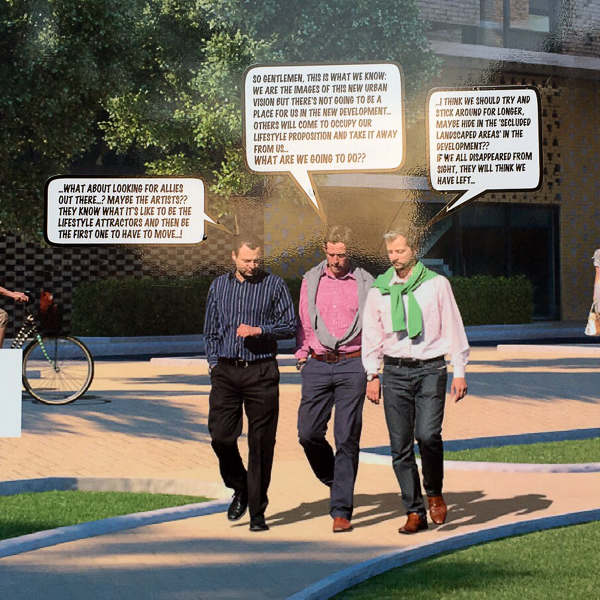 SO GENTLEMEN, THIS IS WHAT WE KNOW:
WE ARE THE IMAGES OF THIS NEW URBAN
VISION BUT THERE'S NOT GOING TO BE A
PLACE FOR US IN THE NEW DEVELOPMENT...
OTHERS WILL COME TO OCCUPY OUR
LIFESTYLE PROPOSITION AND TAKE IT AWAY
FROM US...
WHAT ARE WE GOING TO DO??
...WHAT ABOUT LOOKING FOR ALLIES
OUT THERE...? MAYBE THE ARTISTS??
THEY KNOW WHAT IT'S LIKE TO BE THE
LIFESTYLE ATTRACTORS AND THEN BE
THE FIRST ONE TO HAVE TO MOVE...!
...I THINK WE SHOULD TRY AND
STICK AROUND FOR LONGER,
MAYBE HIDE IN THE 'SECLUDED
LANDSCAPED AREAS' IN THE
DEVELOPMENT??
IF WE ALL DISAPPEARED FROM
SIGHT, THEY WILL THINK WE
HAVE LEFT...